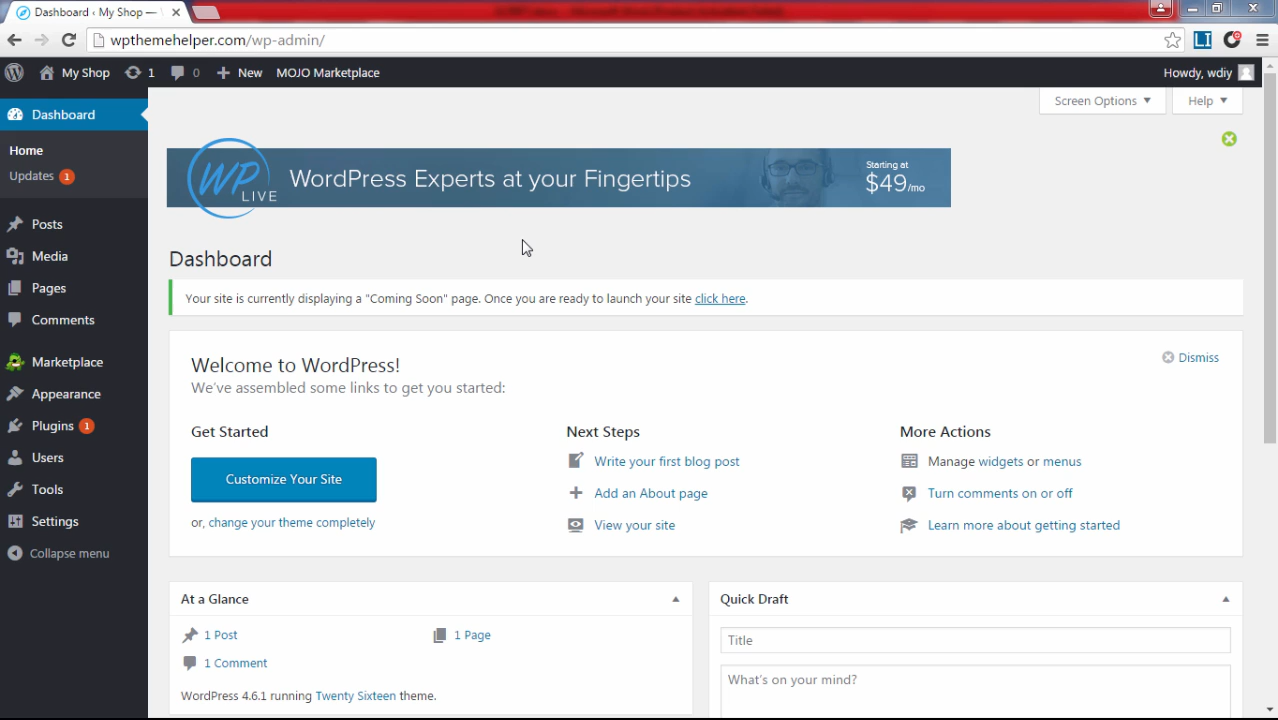 Dashboard ‹ My Shop —
wpthemehelper.com/wp-admin/
My Shop 1 0 New MOJO Marketplace Howdy, wdiy
Dashboard
Home
Updates 1
Posts
Media
Pages
Comments
Marketplace
Appearance
Plugins 1
Users
Tools
Settings
Collapse menu
Screen Options Help
WP LIVE
WordPress Experts at your Fingertips
Starting at
$49/mo
Dashboard
Your site is currently displaying a "Coming Soon" page. Once you are ready to launch your site click here.
Welcome to WordPress!
Dismiss
We've assembled some links to get you started:
Get Started
Customize Your Site
or, change your theme completely
Next Steps
Write your first blog post
Add an About page
View your site
More Actions
Manage widgets or menus
Turn comments on or off
Learn more about getting started
At a Glance
1 Post
1 Page
1 Comment
WordPress 4.6.1 running Twenty Sixteen theme.
Quick Draft
Title
What's on your mind?